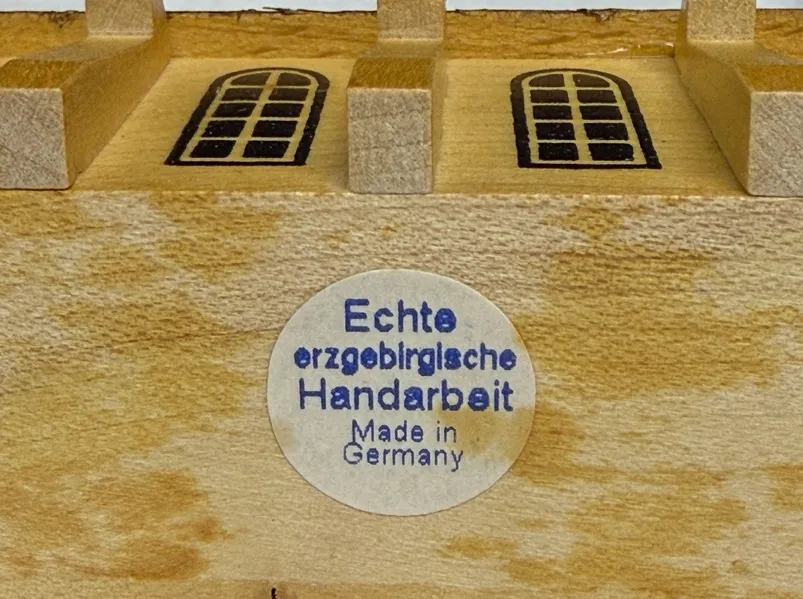 Echte
erzgebirgische
Handarbeit
Made in
Germany